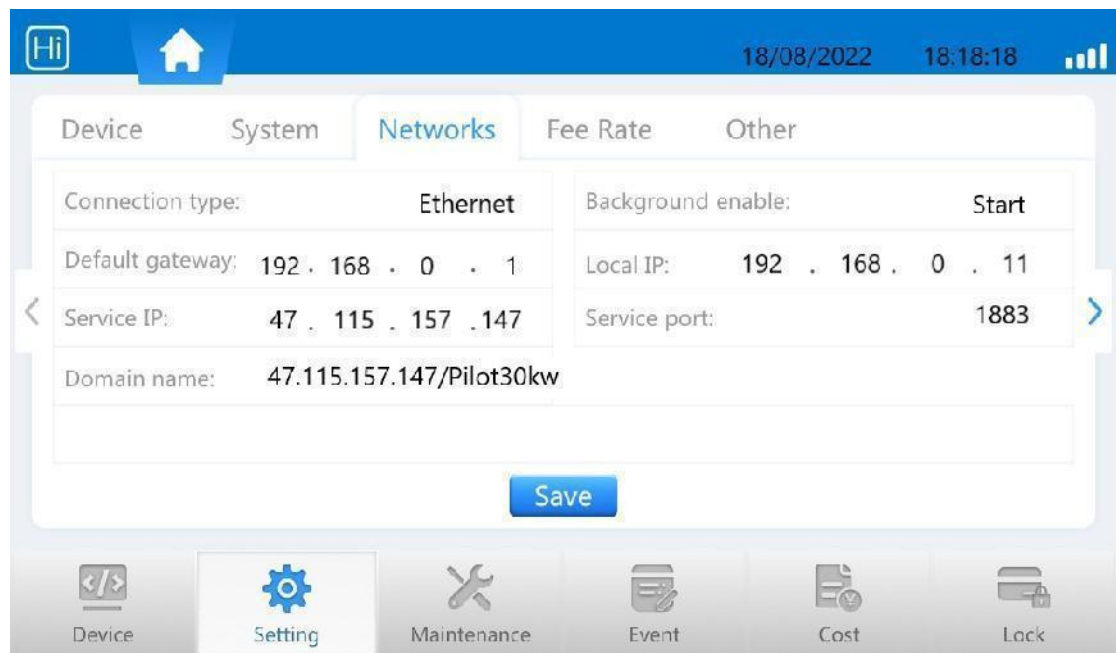 Hi
18/08/2022 18:18:18
Device System Networks Fee Rate Other
Connection type: Ethernet Background enable: Start
Default gateway: 192 . 168 . 0 . 1 Local IP: 192 . 168 . 0 . 11
Service IP: 47 . 115 . 157 . 147 Service port: 1883
Domain name: 47.115.157.147/Pilot30kw
Save
Device Setting Maintenance Event Cost Lock